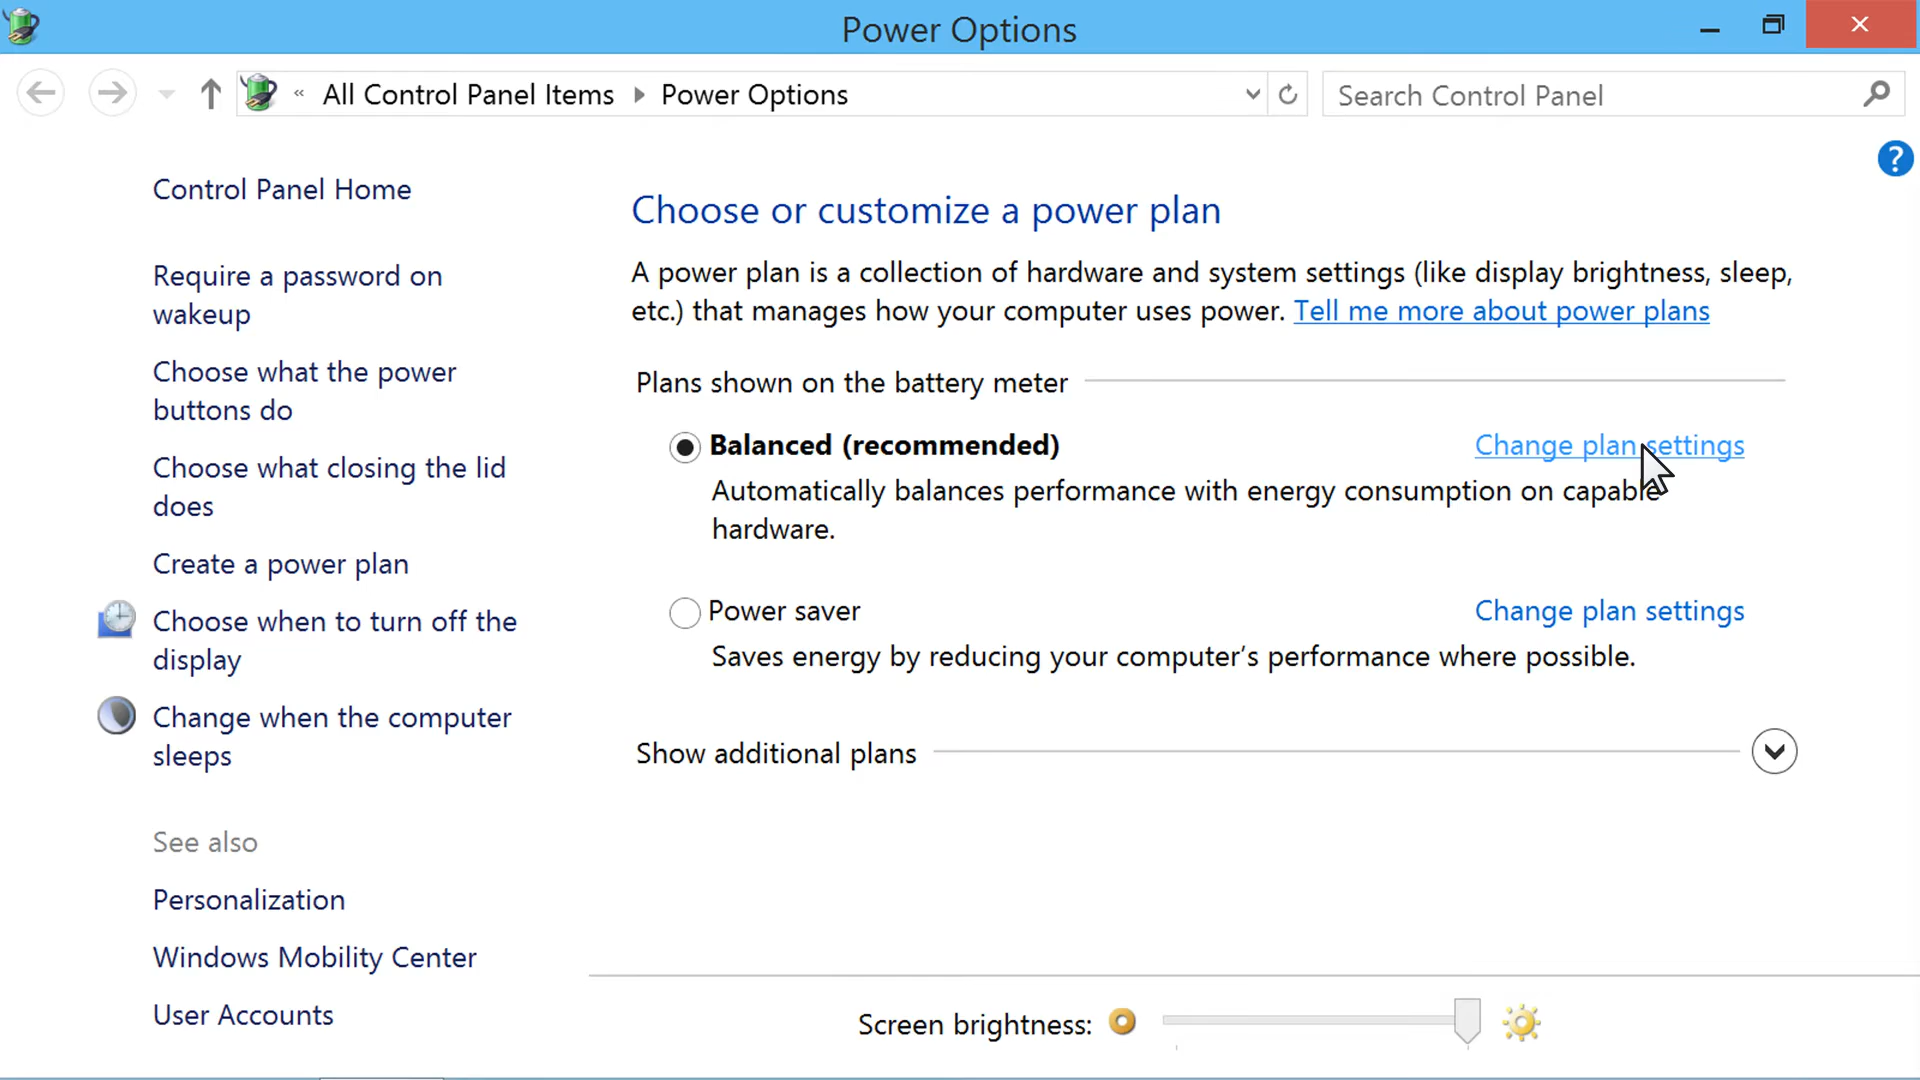 Power Options
« All Control Panel Items Power Options
Search Control Panel
?
Control Panel Home
Require a password on
wakeup
Choose what the power
buttons do
Choose what closing the lid
does
Create a power plan
Choose when to turn off the
display
Change when the computer
sleeps
See also
Personalization
Windows Mobility Center
User Accounts
Choose or customize a power plan
A power plan is a collection of hardware and system settings (like display brightness, sleep,
etc.) that manages how your computer uses power. Tell me more about power plans
Plans shown on the battery meter
Balanced (recommended) Change plan settings
Automatically balances performance with energy consumption on capable
hardware.
Power saver Change plan settings
Saves energy by reducing your computer's performance where possible.
Show additional plans
Screen brightness: